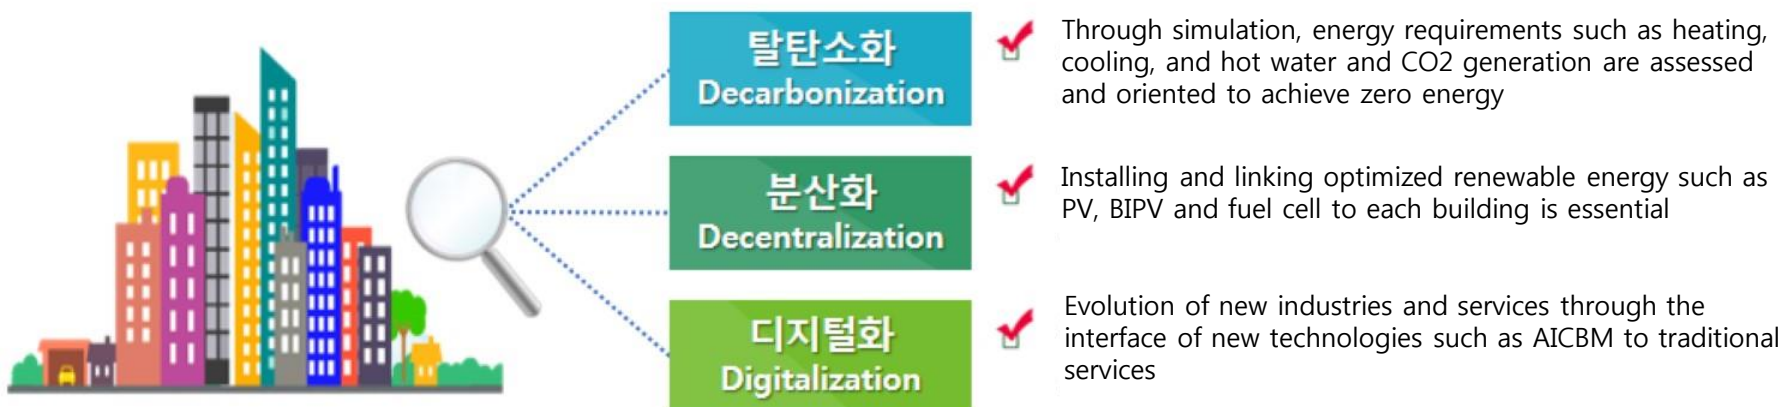 탈탄소화
Decarbonization
Through simulation, energy requirements such as heating,
cooling, and hot water and CO2 generation are assessed
and oriented to achieve zero energy
분산화
Decentralization
Installing and linking optimized renewable energy such as
PV, BIPV and fuel cell to each building is essential
디지털화
Digitalization
Evolution of new industries and services through the
interface of new technologies such as AICBM to traditional
services